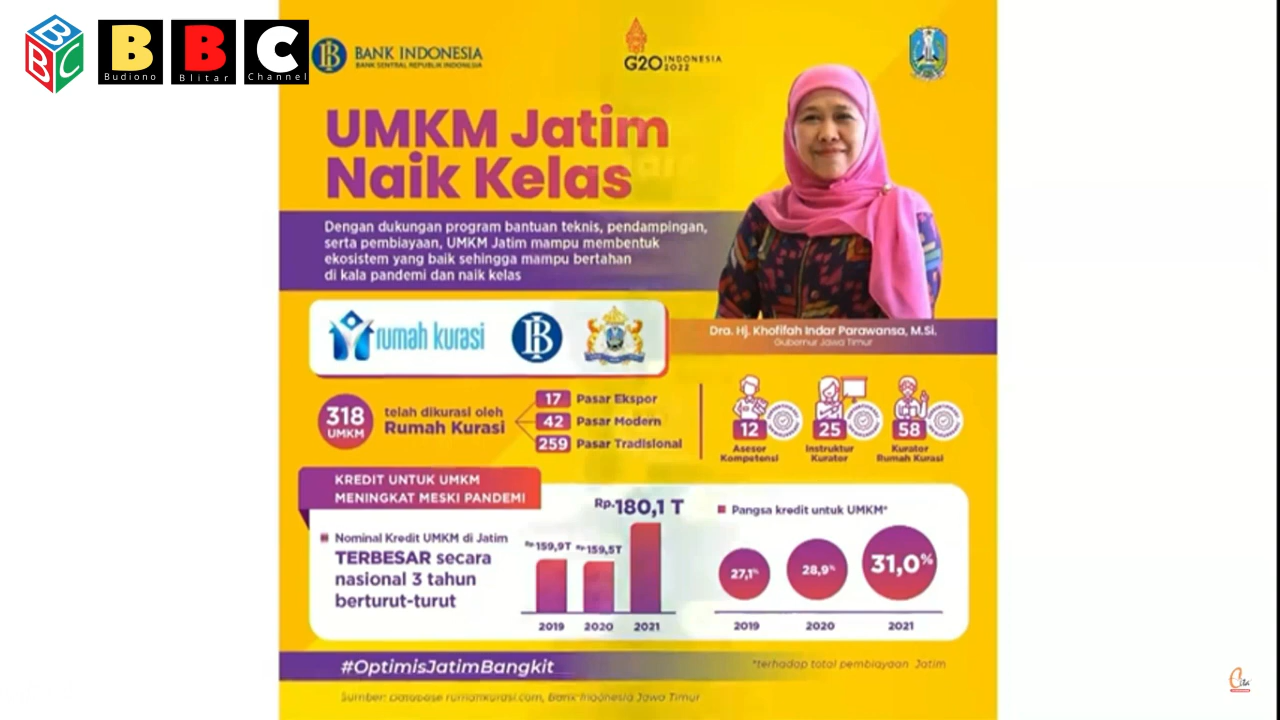 B B C
Budiono Blitar Channel
BANK INDONESIA
BANK SENTRAL REPUBLIK INDONESIA
G20 INDONESIA 2022
UMKM Jatim
Naik Kelas
Dengan dukungan program bantuan teknis, pendampingan,
serta pembiayaan, UMKM Jatim mampu membentuk
ekosistem yang baik sehingga mampu bertahan
di kala pandemi dan naik kelas
Dra. Hj. Khofifah Indar Parawansa, M.Si.
Gubernur Jawa Timur
rumah kurasi
318
UMKM
telah dikurasi oleh
Rumah Kurasi
17 Pasar Ekspor
42 Pasar Modern
259 Pasar Tradisional
12
Asesor
Kompetensi
25
Instruktur
Kurator
58
Kurator
Rumah Kurasi
KREDIT UNTUK UMKM
MENINGKAT MESKI PANDEMI
Nominal Kredit UMKM di Jatim
TERBESAR secara
nasional 3 tahun
berturut-turut
Rp.159,9T Rp.159,5T Rp.180,1 T
2019 2020 2021
Pangsa kredit untuk UMKM*
27,1% 28,9% 31,0%
2019 2020 2021
#OptimisJatimBangkit
*terhadap total pembiayaan Jatim
Sumber: Database rumahkurasi.com, Bank Indonesia Jawa Timur
Cita